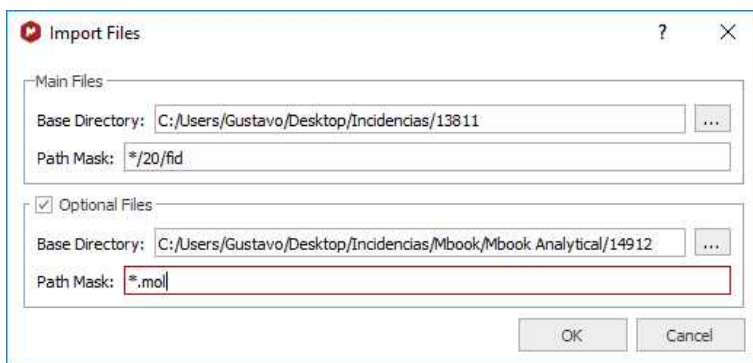 Import Files
?
Main Files
Base Directory: C:/Users/Gustavo/Desktop/Incidencias/13811 ...
Path Mask: */20/fid
Optional Files
Base Directory: C:/Users/Gustavo/Desktop/Incidencias/Mbook/Mbook Analytical/14912 ...
Path Mask: *.mol
OK Cancel